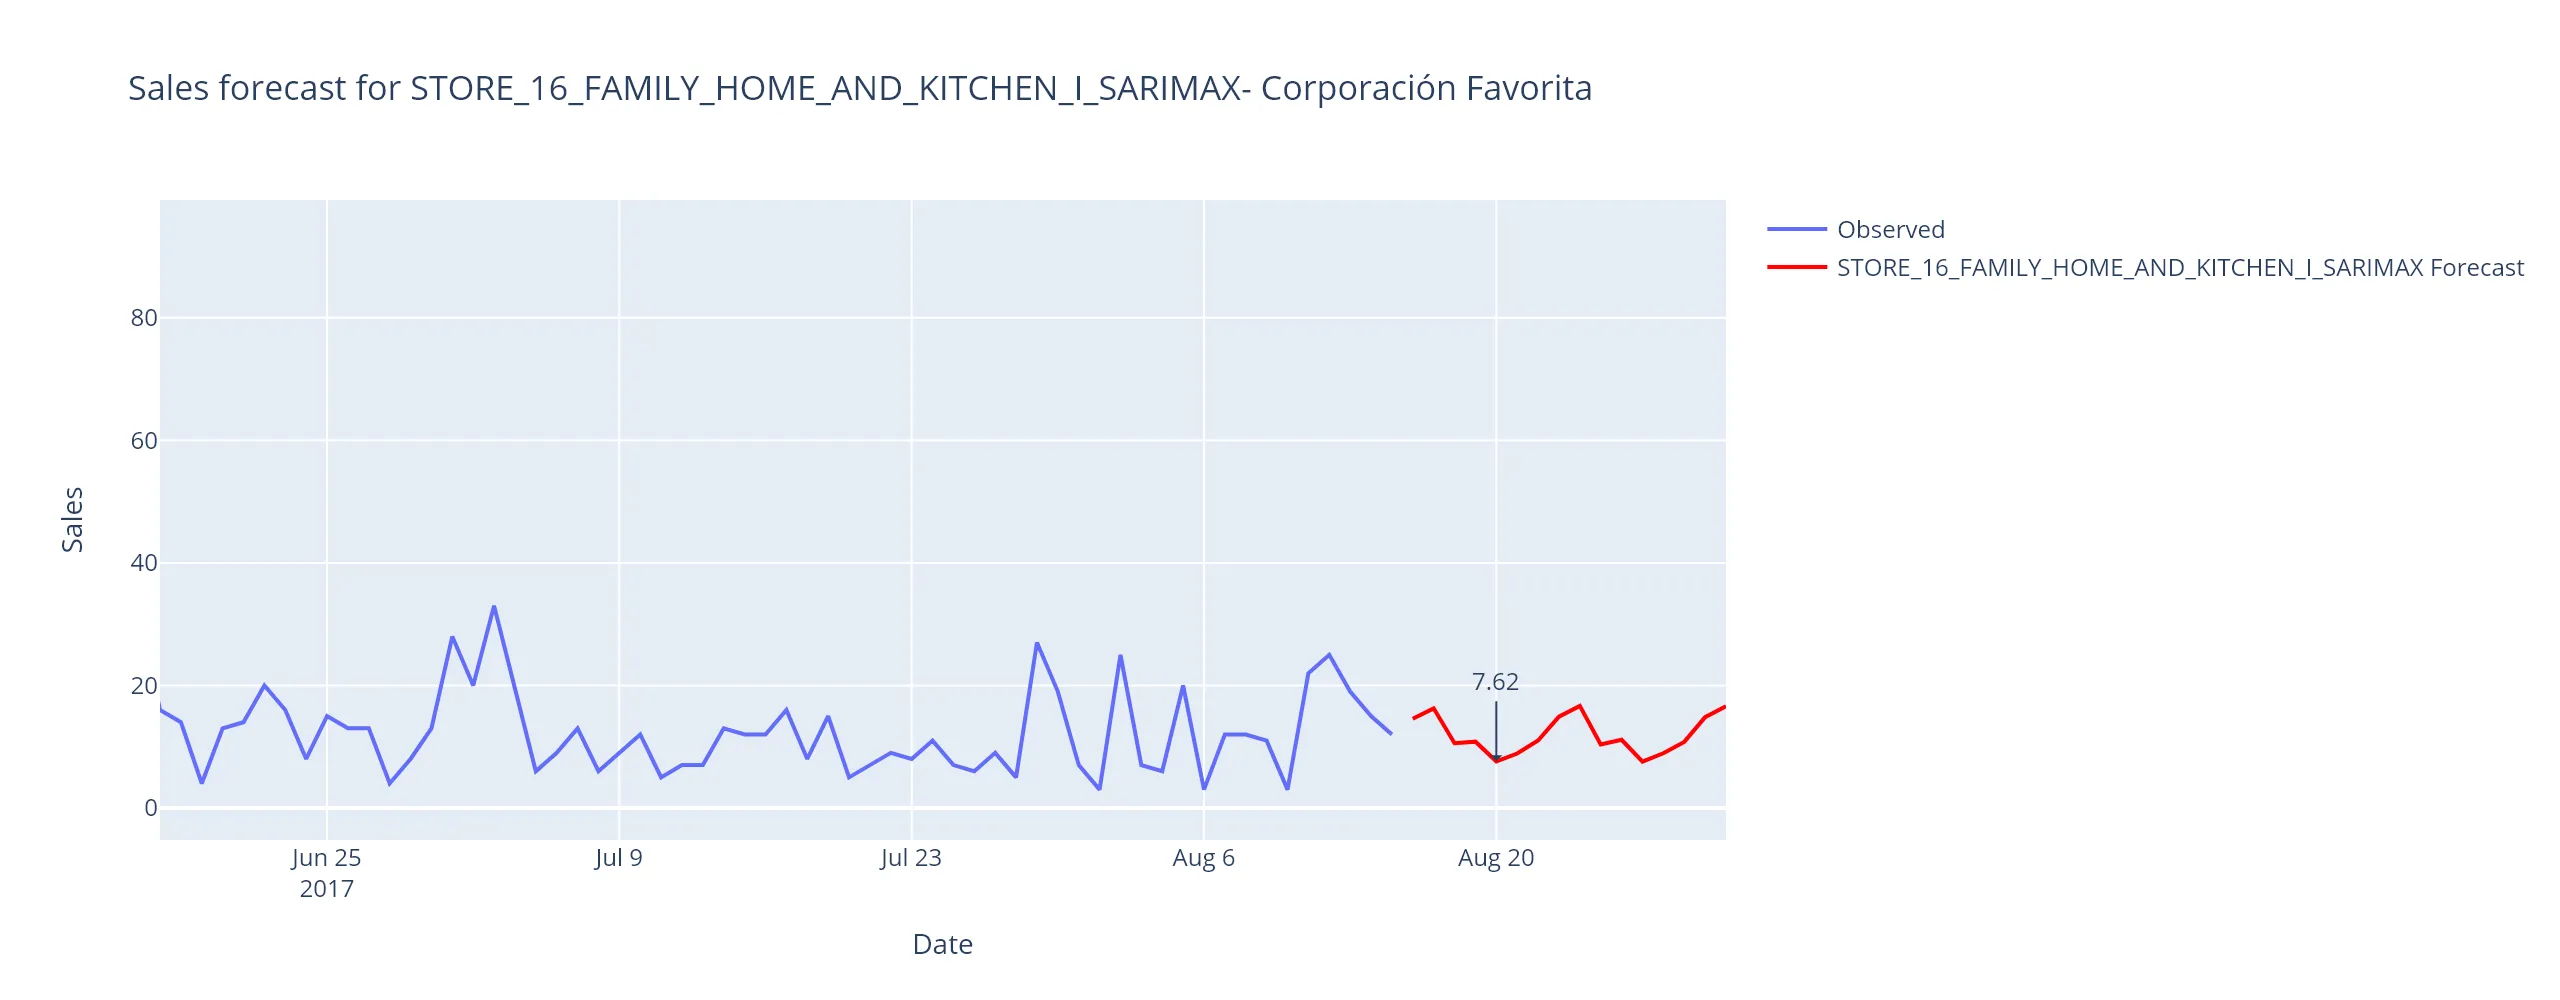 Sales forecast for STORE_16_FAMILY_HOME_AND_KITCHEN_I_SARIMAX- Corporación Favorita
Observed
STORE_16_FAMILY_HOME_AND_KITCHEN_I_SARIMAX Forecast
80
60
40
20
0
Sales
7.62
Jun 25
2017
Jul 9
Jul 23
Aug 6
Aug 20
Date